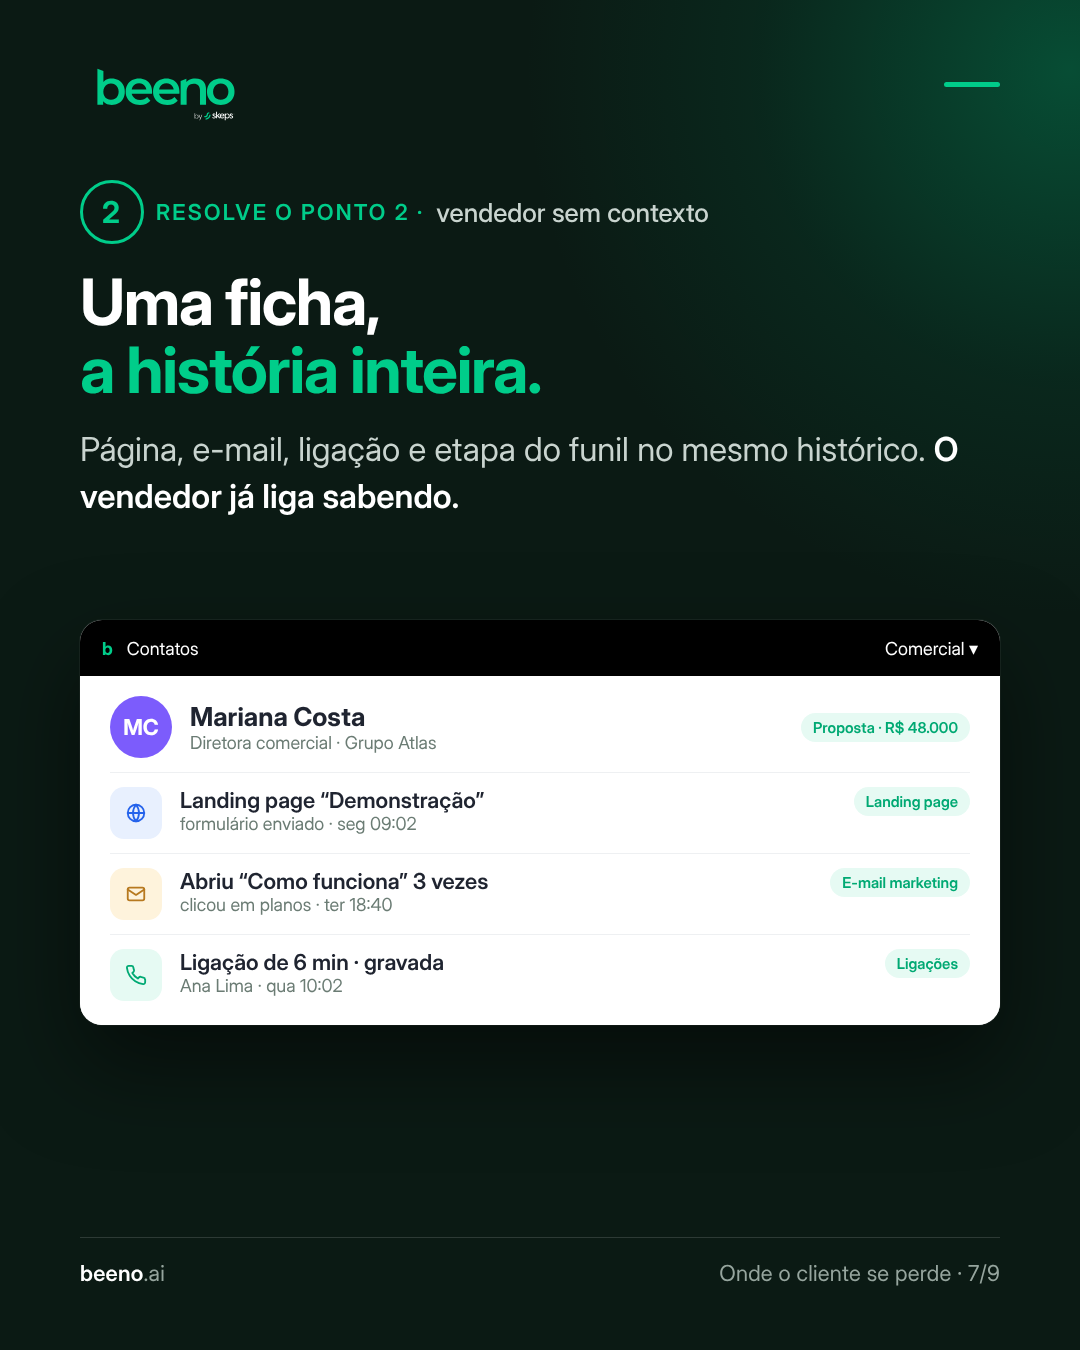 beeno
by skeps
2 RESOLVE O PONTO 2 · vendedor sem contexto
Uma ficha,
a história inteira.
Página, e-mail, ligação e etapa do funil no mesmo histórico. O
vendedor já liga sabendo.
b Contatos Comercial ▾
MC Mariana Costa
Diretora comercial · Grupo Atlas
Proposta · R$ 48.000
Landing page “Demonstração”
formulário enviado · seg 09:02
Landing page
Abriu “Como funciona” 3 vezes
clicou em planos · ter 18:40
E-mail marketing
Ligação de 6 min · gravada
Ana Lima · qua 10:02
Ligações
beeno.ai
Onde o cliente se perde · 7/9